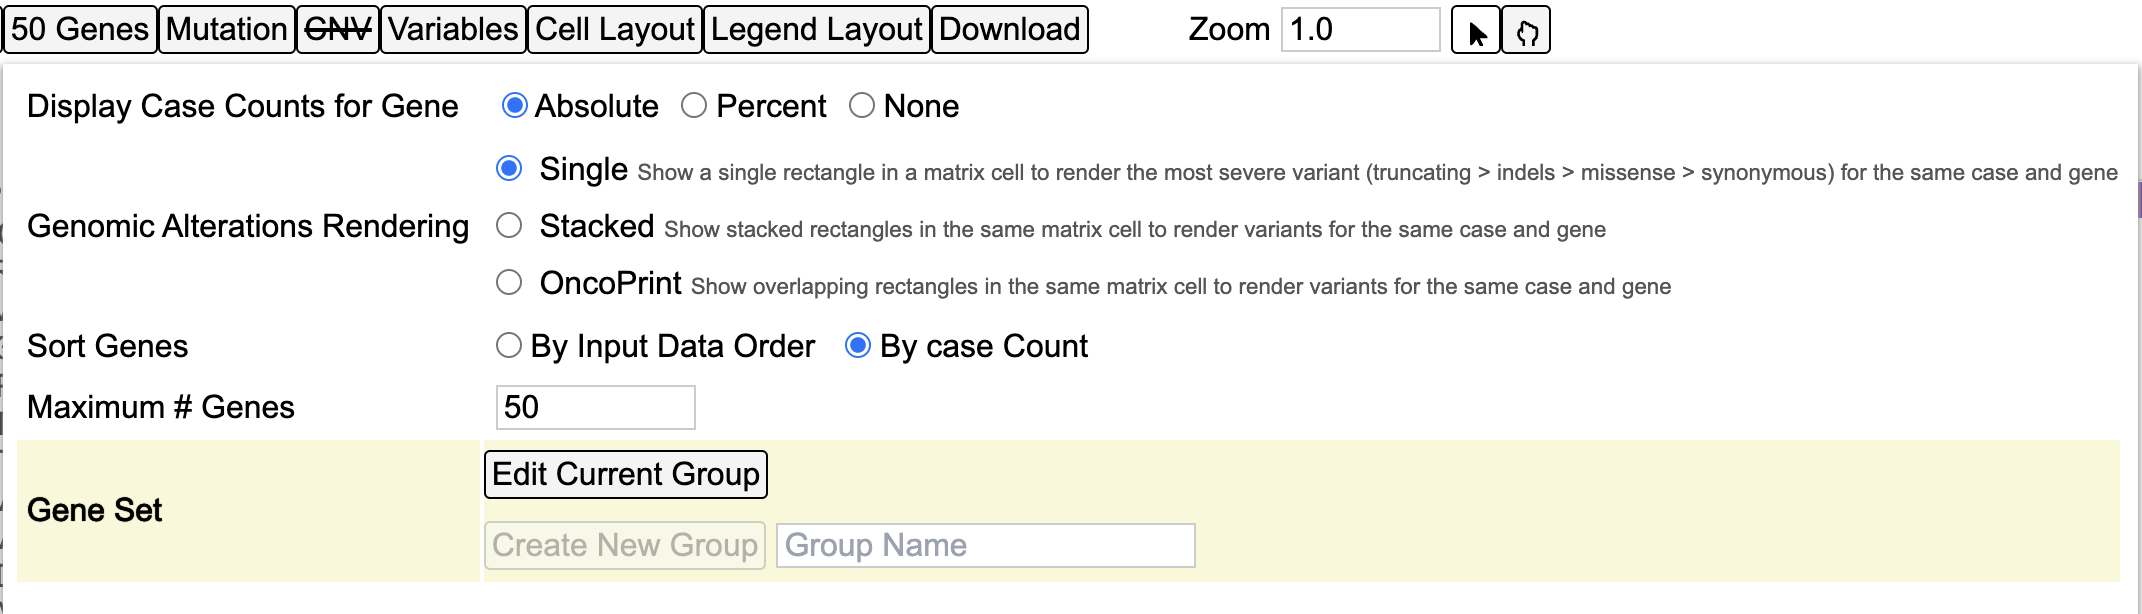 50 Genes Mutation CNV Variables Cell Layout Legend Layout Download Zoom 1.0
Display Case Counts for Gene Absolute Percent None
Single Show a single rectangle in a matrix cell to render the most severe variant (truncating > indels > missense > synonymous) for the same case and gene
Genomic Alterations Rendering Stacked Show stacked rectangles in the same matrix cell to render variants for the same case and gene
OncoPrint Show overlapping rectangles in the same matrix cell to render variants for the same case and gene
Sort Genes By Input Data Order By case Count
Maximum # Genes 50
Edit Current Group
Gene Set
Create New Group Group Name